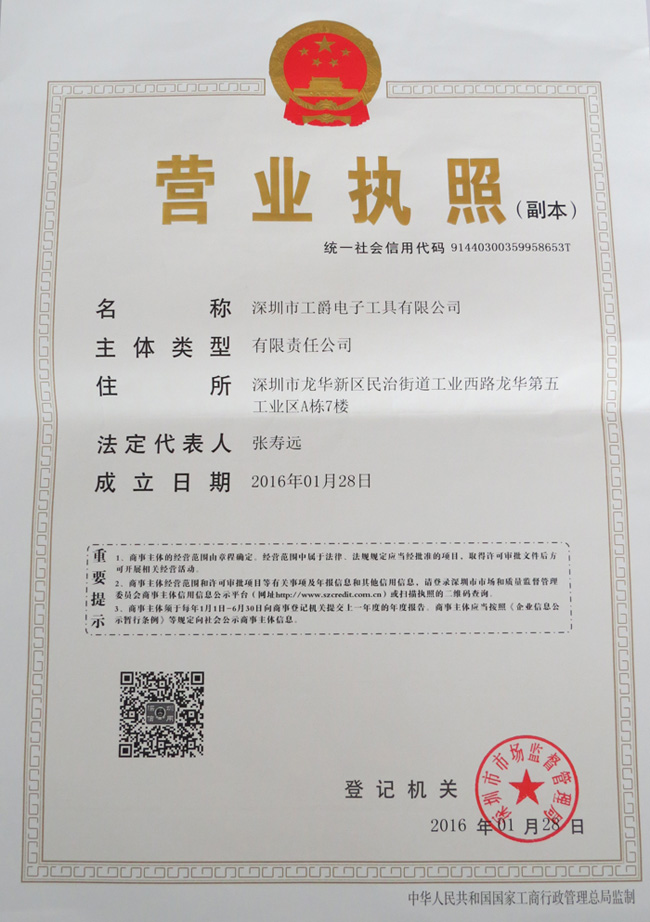 营业执照(副本)
统一社会信用代码 91440300359958653T
名称 深圳市工爵电子工具有限公司
主体类型 有限责任公司
住所 深圳市龙华新区民治街道工业西路龙华第五
工业区A栋7楼
法定代表人 张寿远
成立日期 2016年01月28日
重要提示
1、商事主体的经营范围由章程确定。经营范围中属于法律、法规规定应当经批准的项目，取得许可审批文件后方
可开展相关经营活动。
2、商事主体经营范围和许可审批项目等有关事项及年报信息和其他信用信息，请登录深圳市市场和质量监督管理
委员会商事主体信用信息公示平台（网址http://www.szcredit.com.cn）或扫描执照的二维码查询。
3、商事主体须于每年1月1日-6月30日向商事登记机关提交上一年度的年度报告。商事主体应当按照《企业信息公
示暂行条例》等规定向社会公示商事主体信息。
登记机关
深圳市市场监督管理局
2016 年 01 月 28 日
中华人民共和国国家工商行政管理总局监制